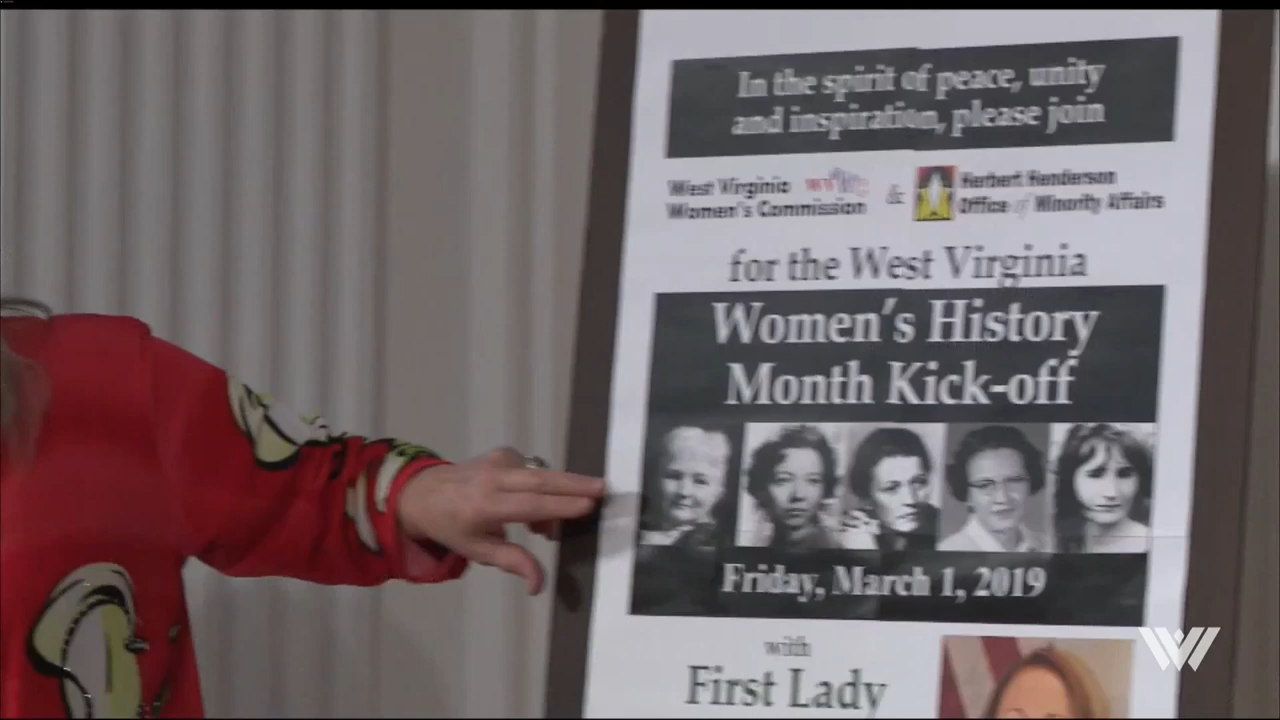 In the spirit of peace, unity
and inspiration, please join
West Virginia
Women's Commission
&
Herbert Henderson
Office of Minority Affairs
for the West Virginia
Women's History
Month Kick-off
Friday, March 1, 2019
with
First Lady